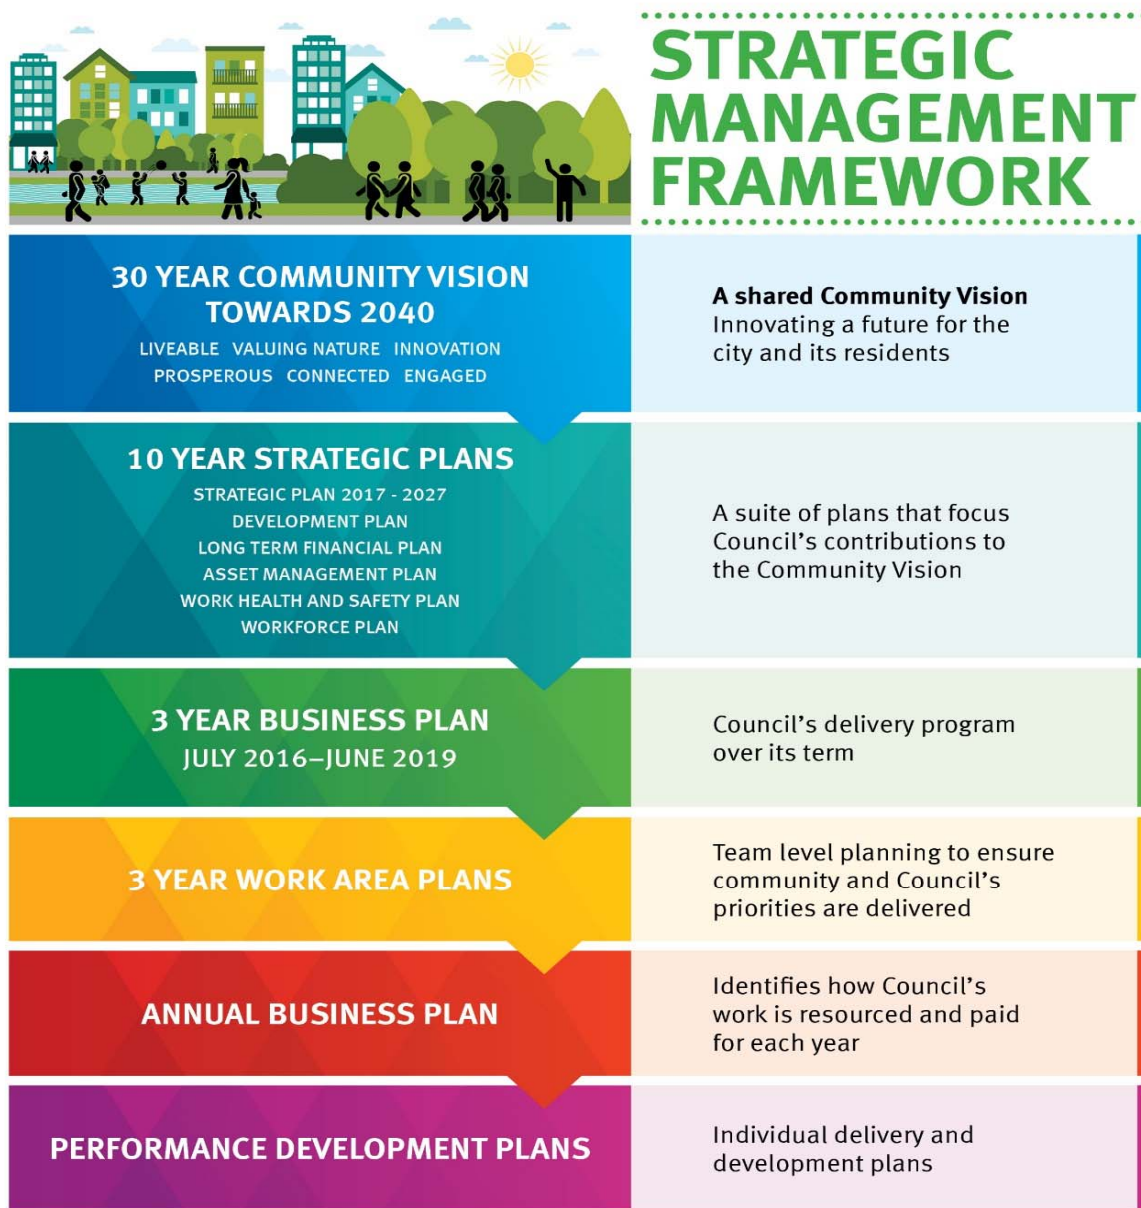 STRATEGIC
MANAGEMENT
FRAMEWORK
30 YEAR COMMUNITY VISION
TOWARDS 2040
LIVEABLE VALUING NATURE INNOVATION
PROSPEROUS CONNECTED ENGAGED
A shared Community Vision
Innovating a future for the
city and its residents
10 YEAR STRATEGIC PLANS
STRATEGIC PLAN 2017 - 2027
DEVELOPMENT PLAN
LONG TERM FINANCIAL PLAN
ASSET MANAGEMENT PLAN
WORK HEALTH AND SAFETY PLAN
WORKFORCE PLAN
A suite of plans that focus
Council’s contributions to
the Community Vision
3 YEAR BUSINESS PLAN
JULY 2016–JUNE 2019
Council’s delivery program
over its term
3 YEAR WORK AREA PLANS
Team level planning to ensure
community and Council’s
priorities are delivered
ANNUAL BUSINESS PLAN
Identifies how Council’s
work is resourced and paid
for each year
PERFORMANCE DEVELOPMENT PLANS
Individual delivery and
development plans